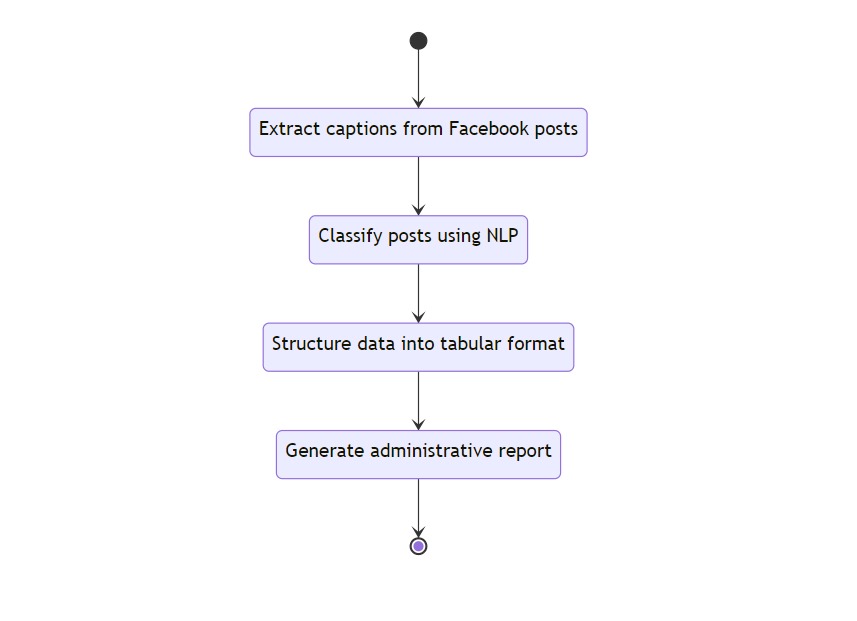 Extract captions from Facebook posts
Classify posts using NLP
Structure data into tabular format
Generate administrative report